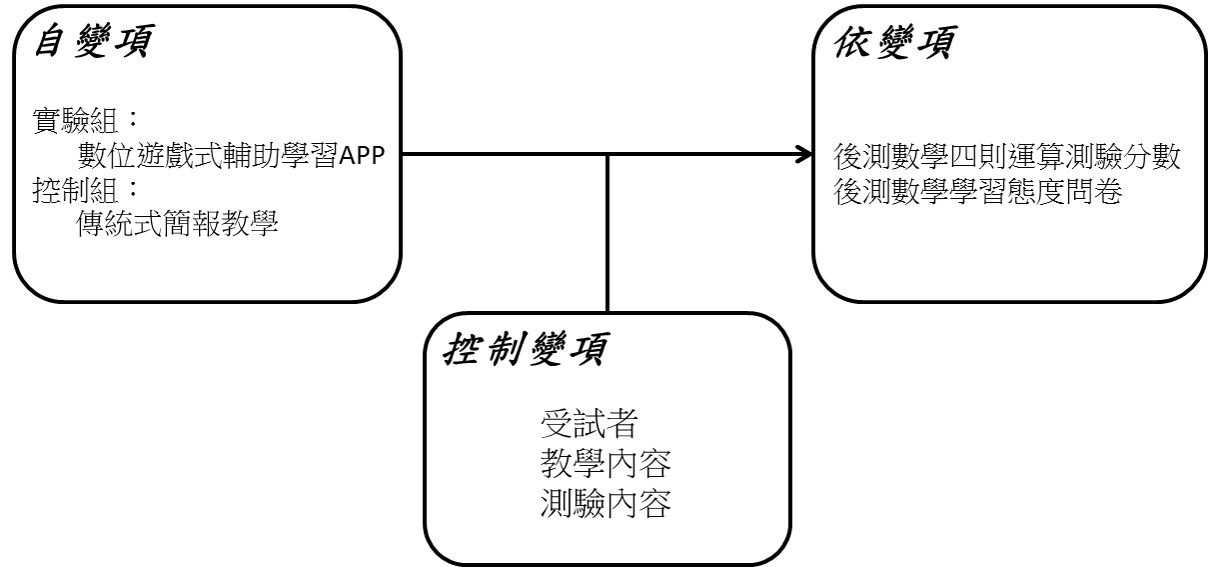 自變項
實驗組：
數位遊戲式輔助學習APP
控制組：
傳統式簡報教學
依變項
後測數學四則運算測驗分數
後測數學學習態度問卷
控制變項
受試者
教學內容
測驗內容